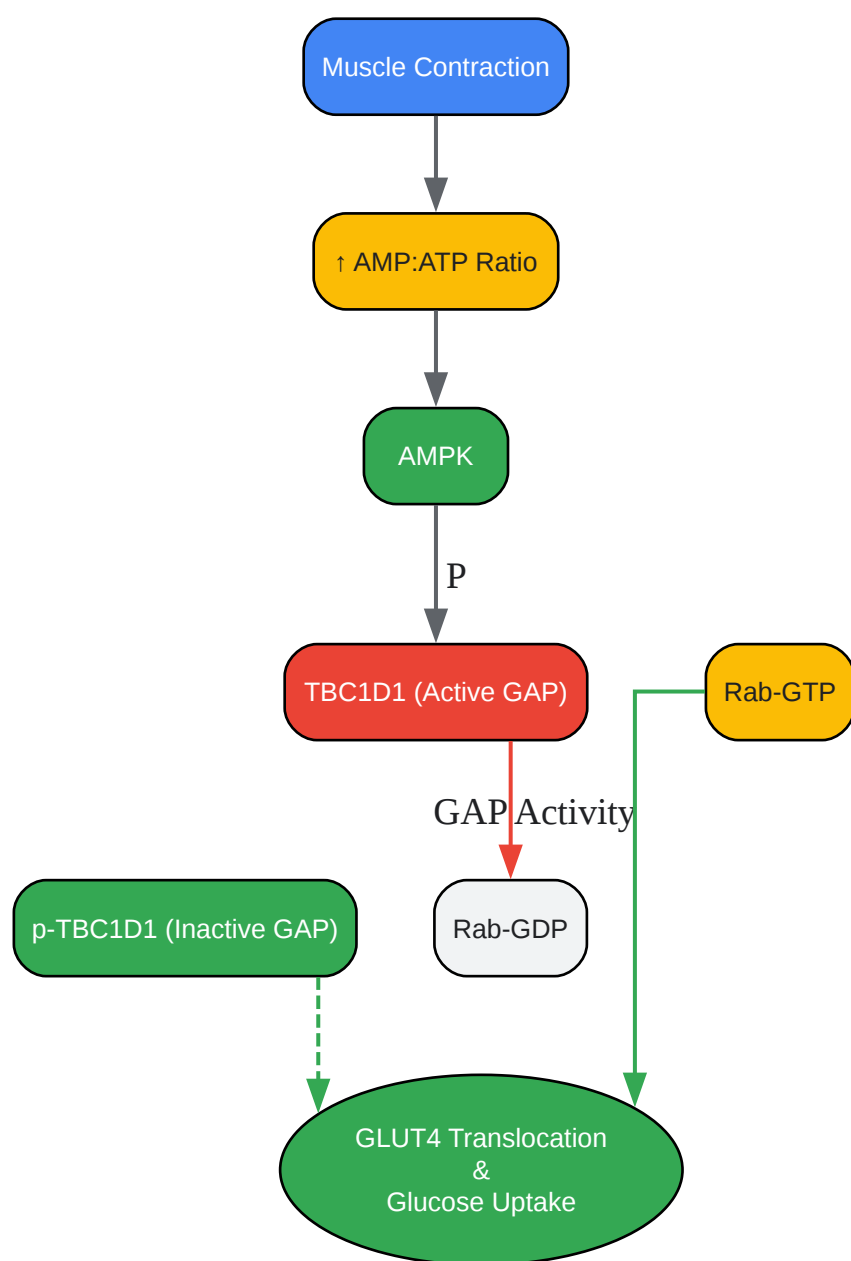 Muscle Contraction
↑ AMP:ATP Ratio
AMPK
P
TBC1D1 (Active GAP)
Rab-GTP
GAP Activity
p-TBC1D1 (Inactive GAP)
Rab-GDP
GLUT4 Translocation
&
Glucose Uptake